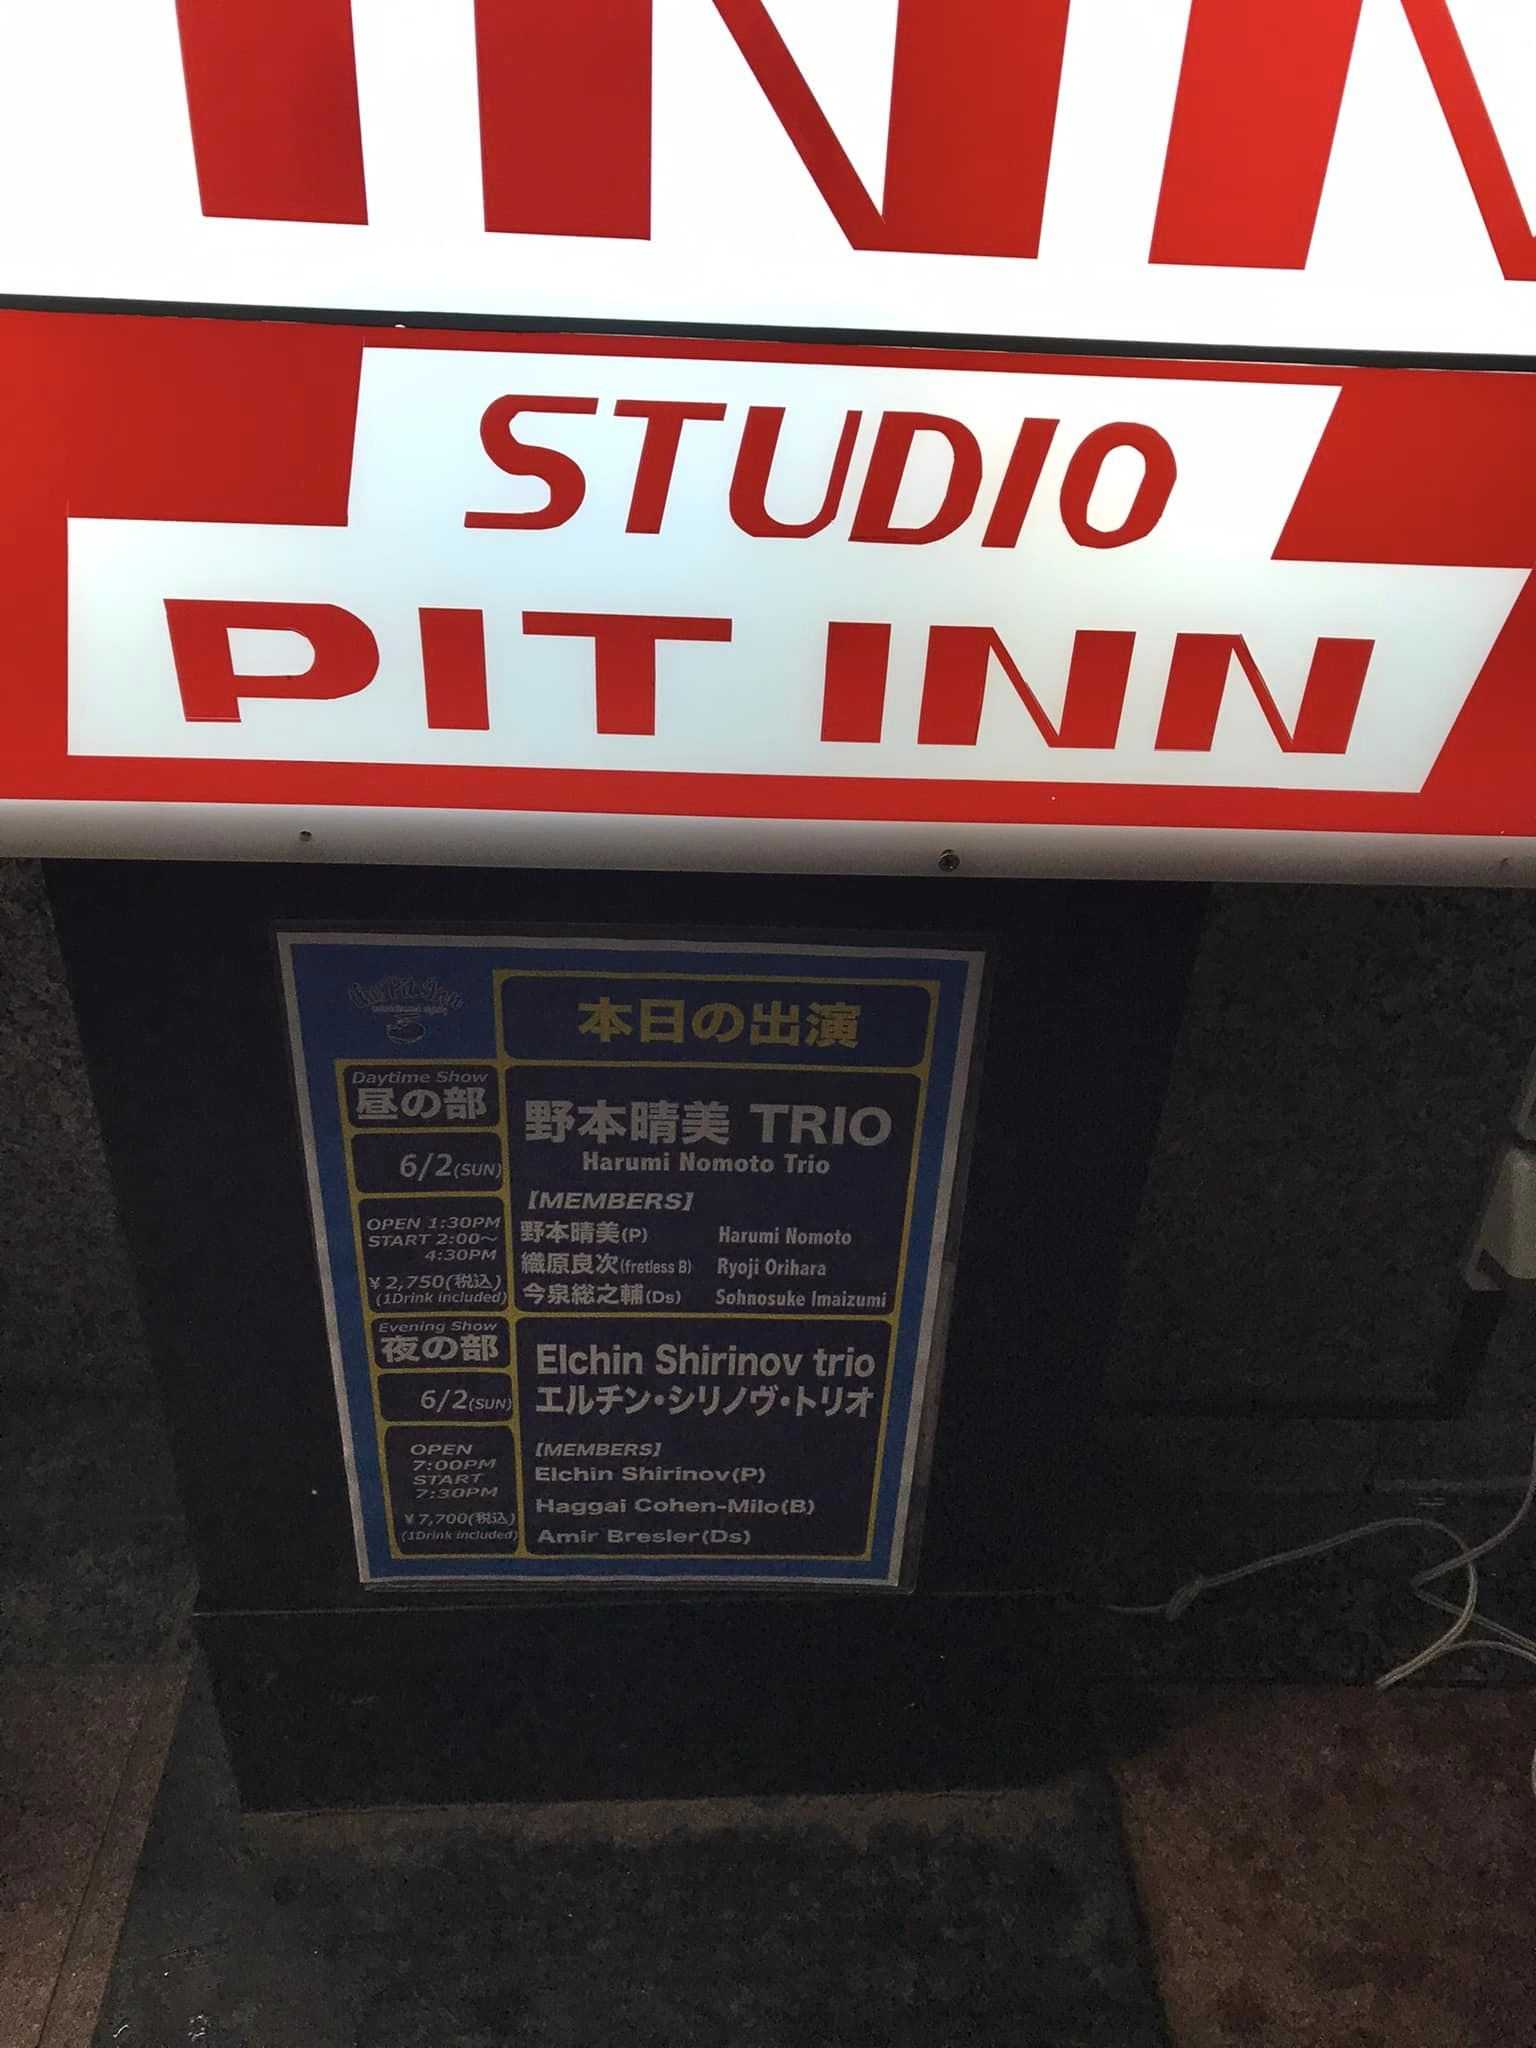 INN
STUDIO
PIT INN
the Pit Inn
本日の出演
Daytime Show
昼の部
6/2(SUN)
OPEN 1:30PM
START 2:00～
4:30PM
¥2,750(税込)
(1Drink included)
野本晴美 TRIO
Harumi Nomoto Trio
【MEMBERS】
野本晴美(P) Harumi Nomoto
織原良次(fretless B) Ryoji Orihara
今泉総之輔(Ds) Sohnosuke Imaizumi
Evening Show
夜の部
6/2(SUN)
OPEN
7:00PM
START
7:30PM
¥7,700(税込)
(1Drink included)
Elchin Shirinov trio
エルチン・シリノヴ・トリオ
【MEMBERS】
Elchin Shirinov(P)
Haggai Cohen-Milo(B)
Amir Bresler(Ds)